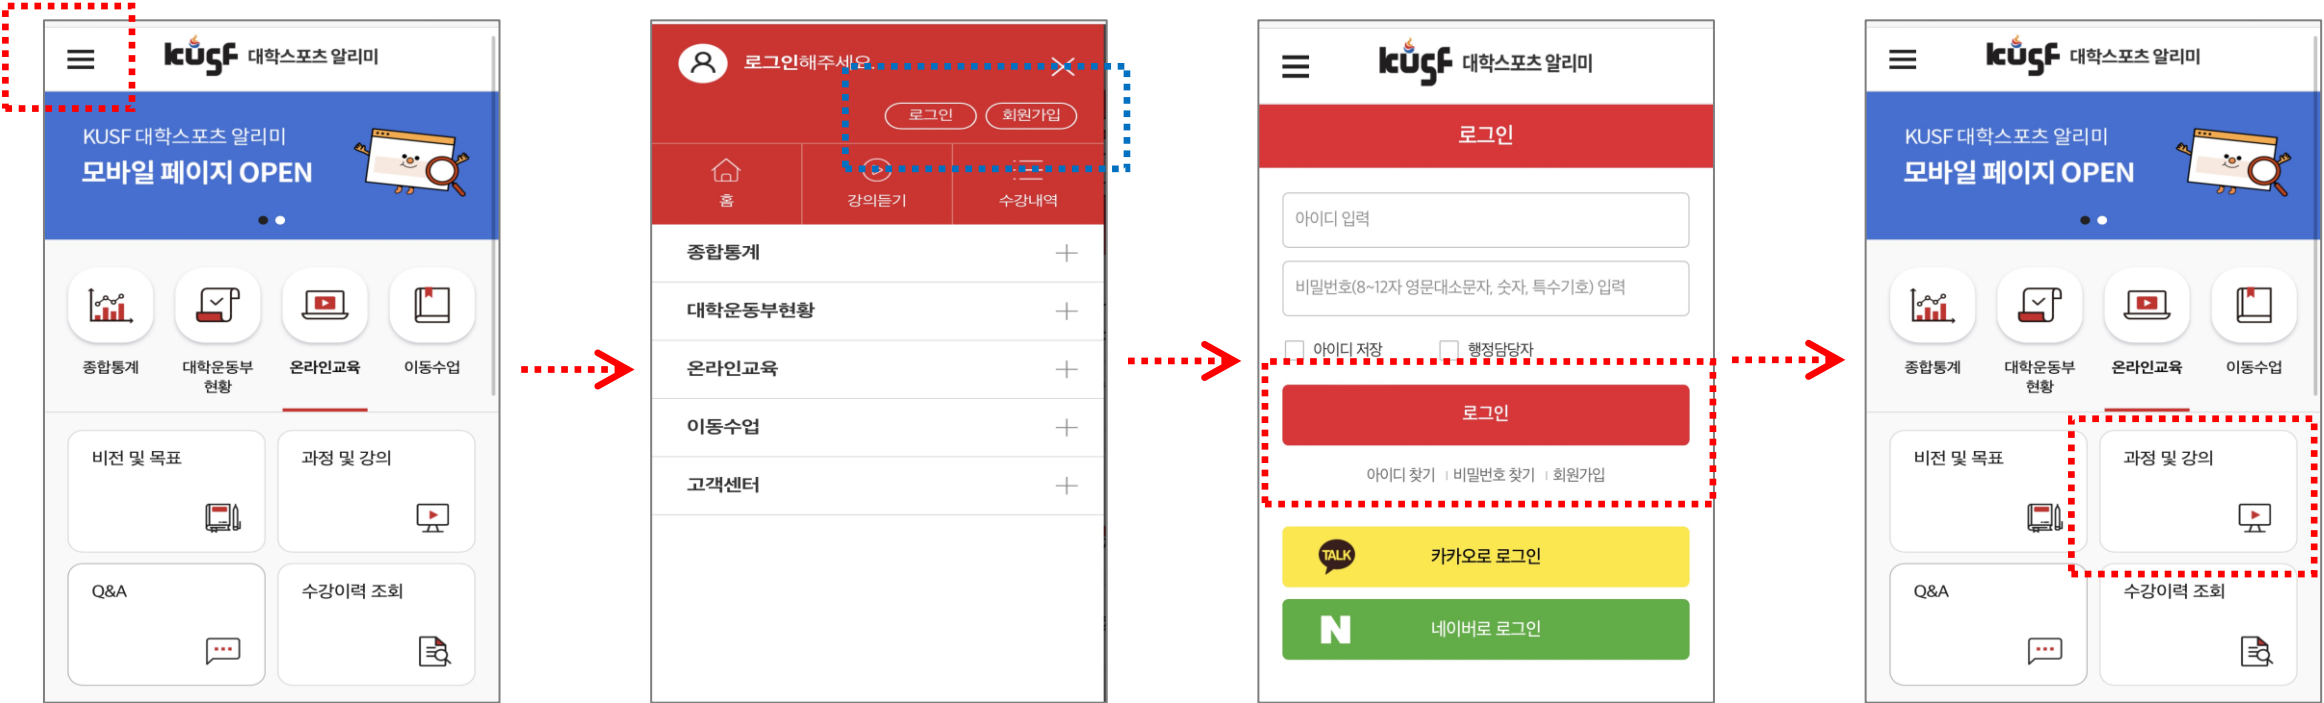 kusf 대학스포츠 알리미
KUSF 대학스포츠 알리미
모바일 페이지 OPEN
종합통계
대학운동부
현황
온라인교육
이동수업
비전 및 목표
과정 및 강의
Q&A
수강이력 조회
로그인해주세요.
로그인
회원가입
홈
강의듣기
수강내역
종합통계
대학운동부현황
온라인교육
이동수업
고객센터
kusf 대학스포츠 알리미
로그인
아이디 입력
비밀번호(8~12자 영문대소문자, 숫자, 특수기호) 입력
아이디 저장
행정담당자
로그인
아이디 찾기 | 비밀번호 찾기 | 회원가입
TALK 카카오로 로그인
N 네이버로 로그인
kusf 대학스포츠 알리미
KUSF 대학스포츠 알리미
모바일 페이지 OPEN
종합통계
대학운동부
현황
온라인교육
이동수업
비전 및 목표
과정 및 강의
Q&A
수강이력 조회